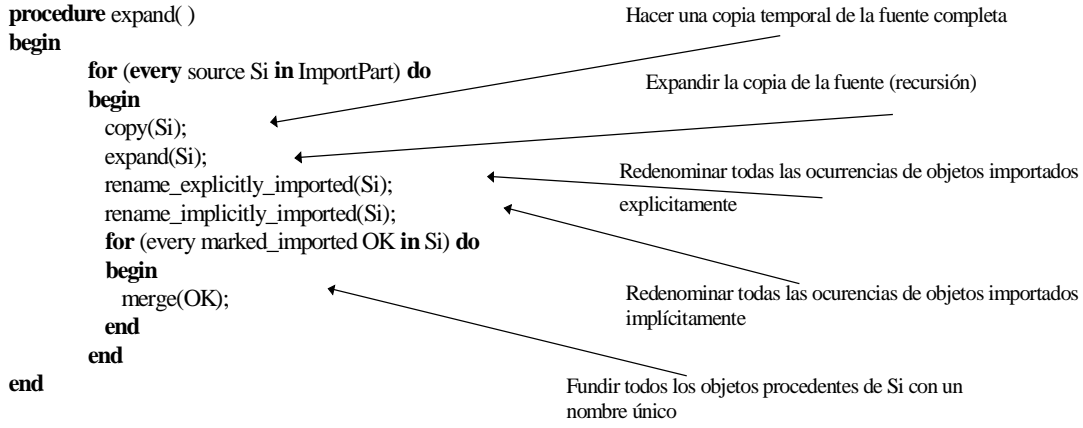 procedure expand( )
begin
for (every source Si in ImportPart) do
begin
copy(Si);
expand(Si);
rename_explicitly_imported(Si);
rename_implicitly_imported(Si);
for (every marked_imported OK in Si) do
begin
merge(OK);
end
end
end
Hacer una copia temporal de la fuente completa
Expandir la copia de la fuente (recursión)
Redenominar todas las ocurrencias de objetos importados
explicitamente
Redenominar todas las ocurencias de objetos importados
implícitamente
Fundir todos los objetos procedentes de Si con un
nombre único